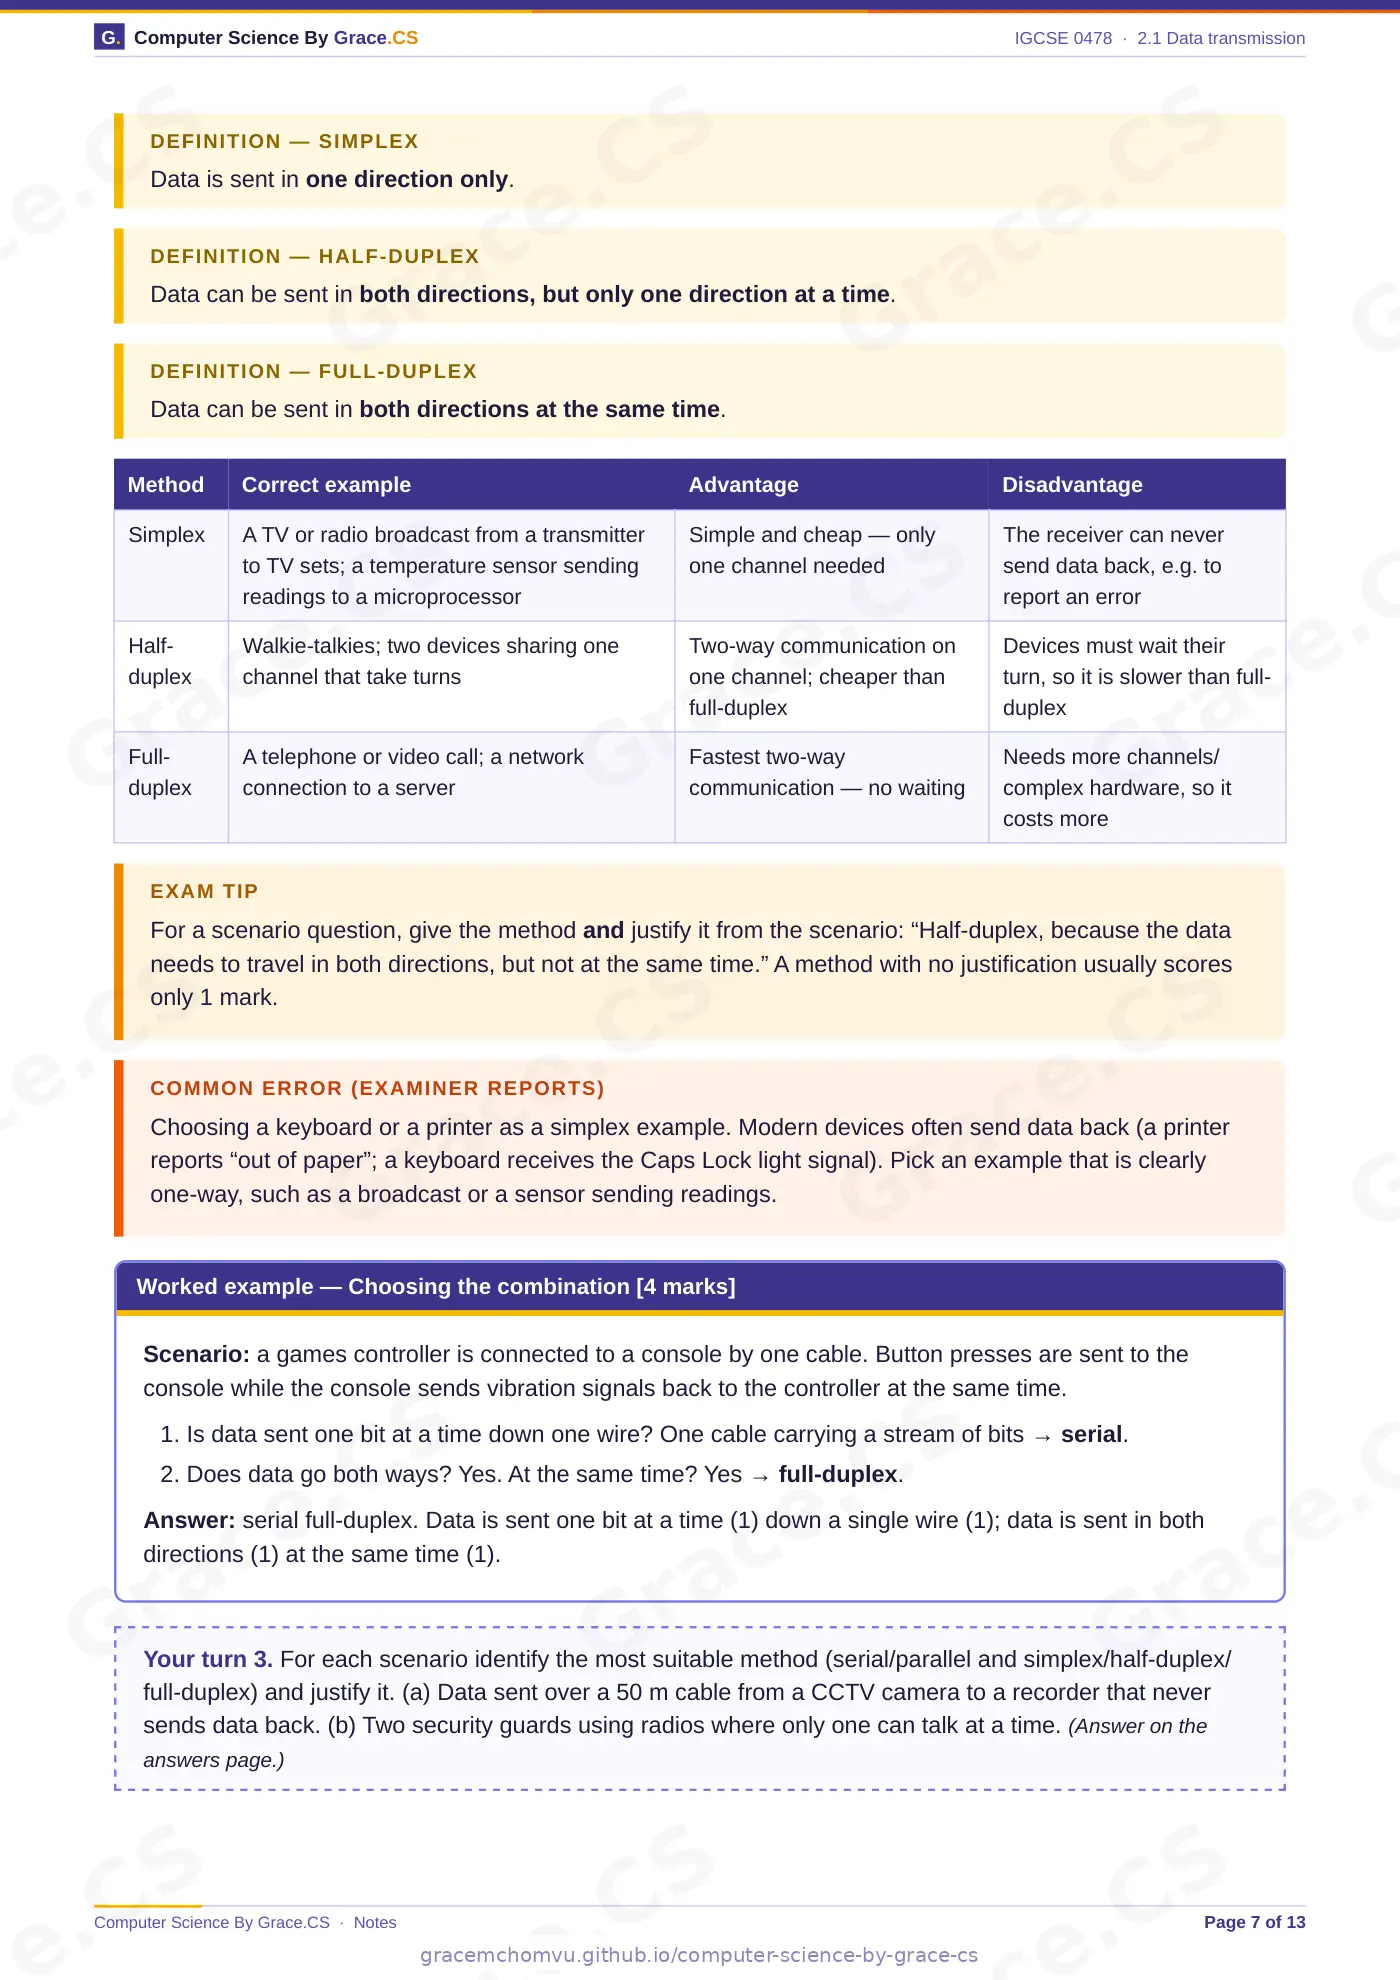 G. Computer Science By Grace.CS
IGCSE 0478 · 2.1 Data transmission
DEFINITION — SIMPLEX
Data is sent in one direction only.
DEFINITION — HALF-DUPLEX
Data can be sent in both directions, but only one direction at a time.
DEFINITION — FULL-DUPLEX
Data can be sent in both directions at the same time.
Method Correct example Advantage Disadvantage
Simplex
A TV or radio broadcast from a transmitter
to TV sets; a temperature sensor sending
readings to a microprocessor
Simple and cheap — only
one channel needed
The receiver can never
send data back, e.g. to
report an error
Half-
duplex
Walkie-talkies; two devices sharing one
channel that take turns
Two-way communication on
one channel; cheaper than
full-duplex
Devices must wait their
turn, so it is slower than full-
duplex
Full-
duplex
A telephone or video call; a network
connection to a server
Fastest two-way
communication — no waiting
Needs more channels/
complex hardware, so it
costs more
EXAM TIP
For a scenario question, give the method and justify it from the scenario: “Half-duplex, because the data
needs to travel in both directions, but not at the same time.” A method with no justification usually scores
only 1 mark.
COMMON ERROR (EXAMINER REPORTS)
Choosing a keyboard or a printer as a simplex example. Modern devices often send data back (a printer
reports “out of paper”; a keyboard receives the Caps Lock light signal). Pick an example that is clearly
one-way, such as a broadcast or a sensor sending readings.
Worked example — Choosing the combination [4 marks]
Scenario: a games controller is connected to a console by one cable. Button presses are sent to the
console while the console sends vibration signals back to the controller at the same time.
1. Is data sent one bit at a time down one wire? One cable carrying a stream of bits → serial.
2. Does data go both ways? Yes. At the same time? Yes → full-duplex.
Answer: serial full-duplex. Data is sent one bit at a time (1) down a single wire (1); data is sent in both
directions (1) at the same time (1).
Your turn 3. For each scenario identify the most suitable method (serial/parallel and simplex/half-duplex/
full-duplex) and justify it. (a) Data sent over a 50 m cable from a CCTV camera to a recorder that never
sends data back. (b) Two security guards using radios where only one can talk at a time. (Answer on the
answers page.)
Computer Science By Grace.CS · Notes
Page 7 of 13
gracemchomvu.github.io/computer-science-by-grace-cs